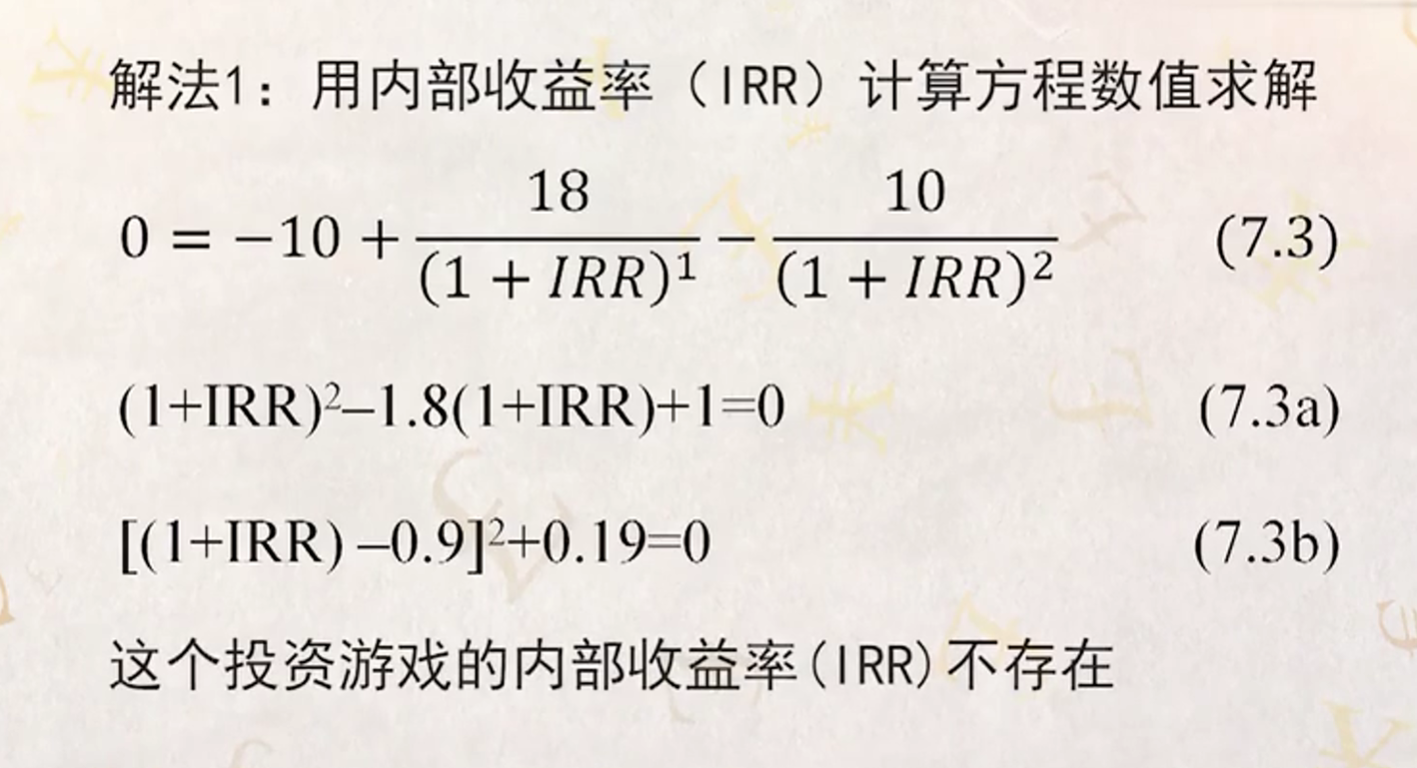 解法1：用内部收益率（IRR）计算方程数值求解
0 = −10 + 18/(1 + IRR)¹ − 10/(1 + IRR)² (7.3)
(1+IRR)²–1.8(1+IRR)+1=0 (7.3a)
[(1+IRR) –0.9]²+0.19=0 (7.3b)
这个投资游戏的内部收益率(IRR)不存在